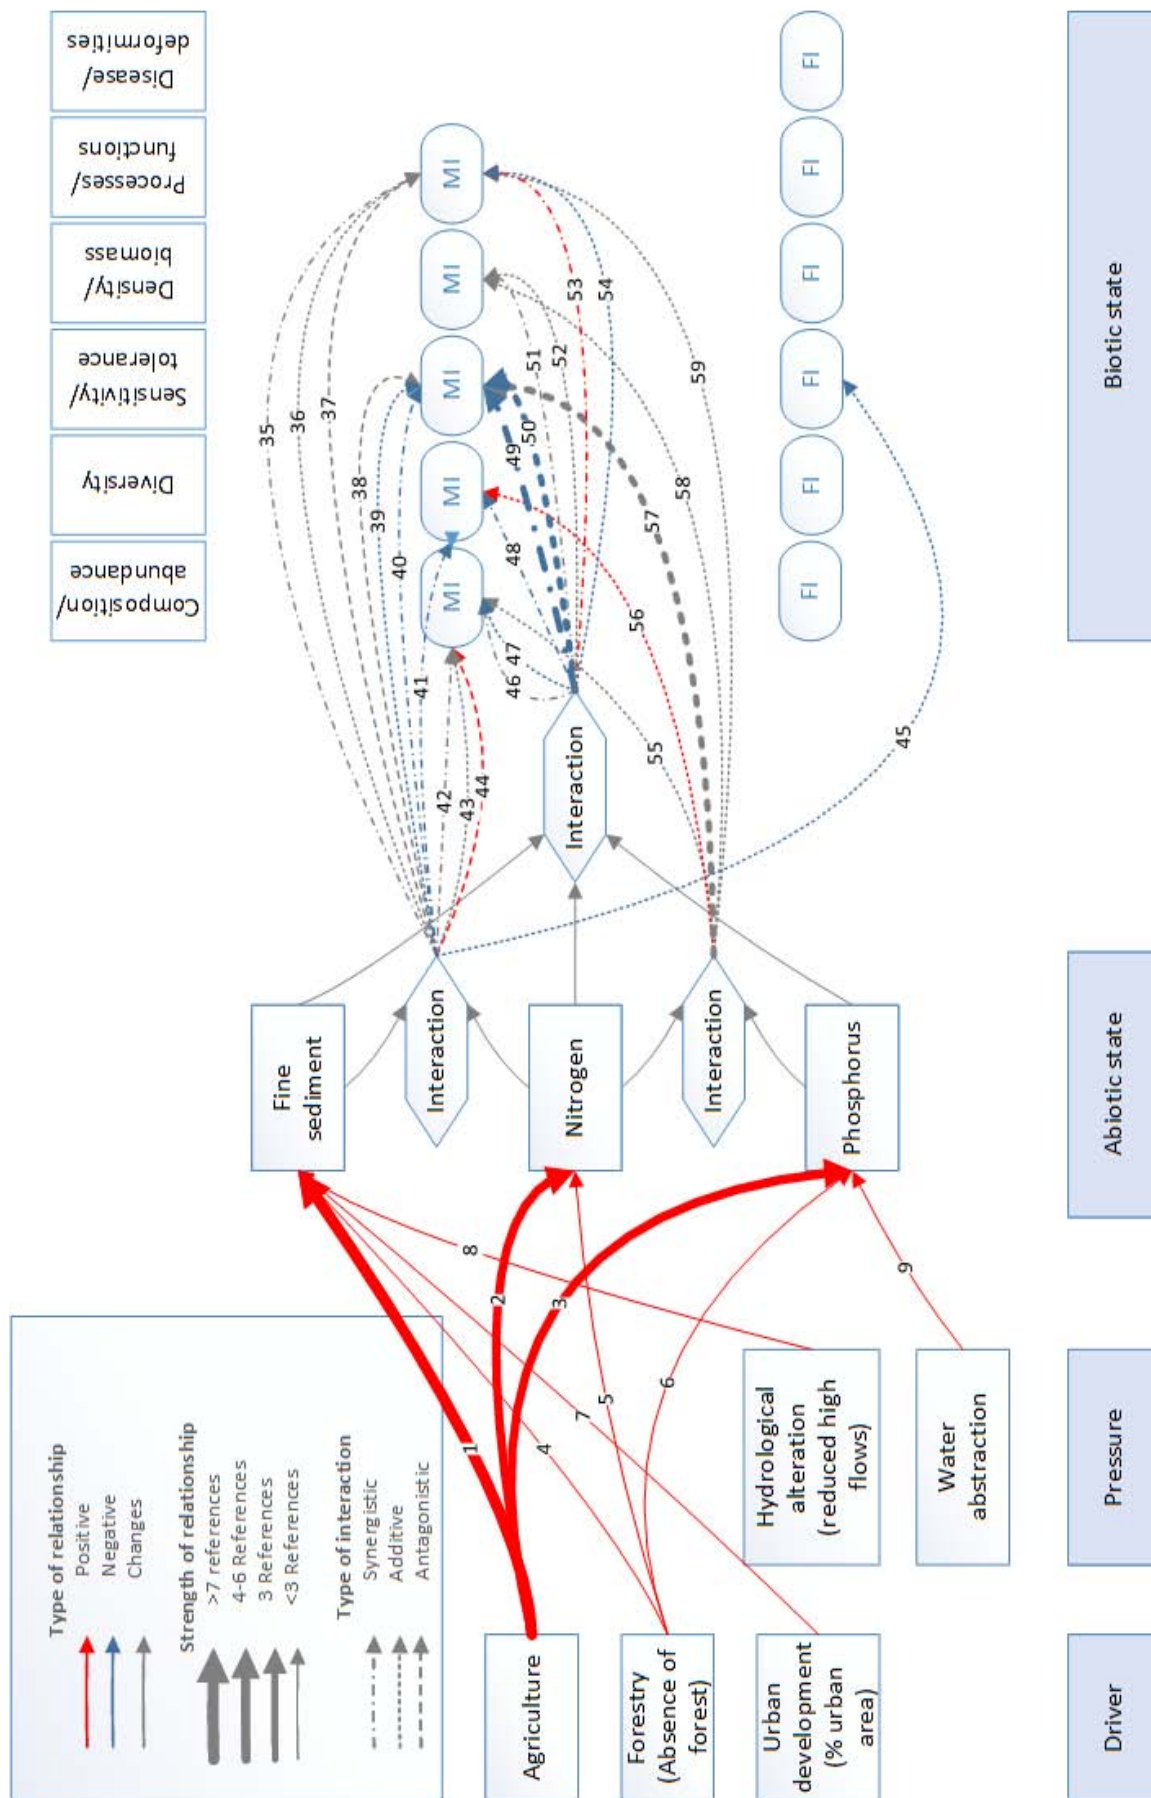 Type of relationship
Positive
Negative
Changes
Strength of relationship
>7 references
4-6 References
3 References
<3 References
Type of interaction
Synergistic
Additive
Antagonistic
Agriculture
Forestry
(Absence of
forest)
Urban
development
(% urban
area)
Hydrological
alteration
(reduced high
flows)
Water
abstraction
1
2
3
4
5
6
7
8
9
Fine
sediment
Interaction
Nitrogen
Interaction
Phosphorus
Interaction
35
36
37
38
39
40
41
42
43
44
45
46
47
48
49
50
51
52
53
54
55
56
57
58
59
Composition/
abundance
Diversity
Sensitivity/
tolerance
Density/
biomass
Processes/
functions
Disease/
deformities
MI
MI
MI
MI
MI
FI
FI
FI
FI
FI
FI
Driver
Pressure
Abiotic state
Biotic state